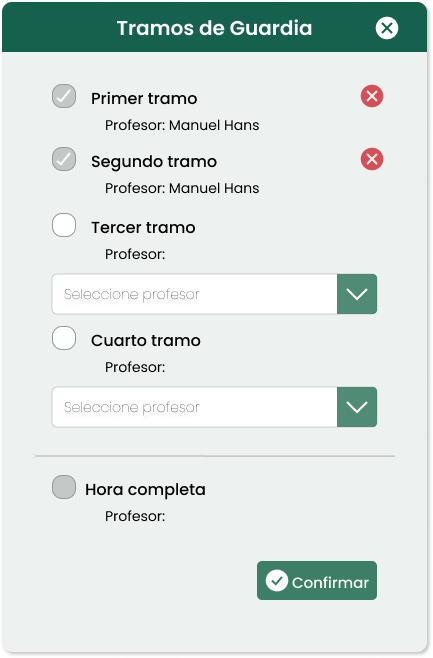 Tramos de Guardia
Primer tramo
Profesor: Manuel Hans
Segundo tramo
Profesor: Manuel Hans
Tercer tramo
Profesor:
Seleccione profesor
Cuarto tramo
Profesor:
Seleccione profesor
Hora completa
Profesor:
Confirmar